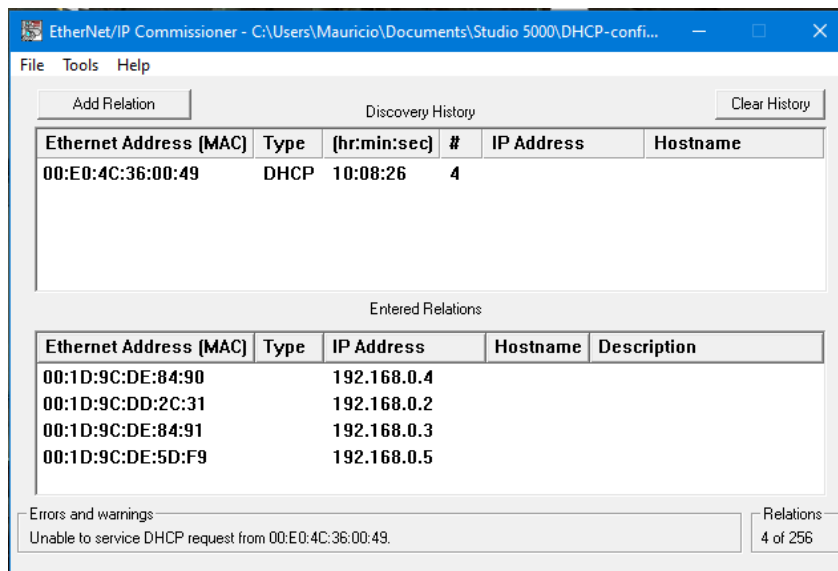 EtherNet/IP Commissioner - C:\Users\Mauricio\Documents\Studio 5000\DHCP-confi...
File Tools Help
Add Relation Discovery History Clear History
Ethernet Address (MAC) Type (hr:min:sec) # IP Address Hostname
00:E0:4C:36:00:49 DHCP 10:08:26 4
Entered Relations
Ethernet Address (MAC) Type IP Address Hostname Description
00:1D:9C:DE:84:90 192.168.0.4
00:1D:9C:DD:2C:31 192.168.0.2
00:1D:9C:DE:84:91 192.168.0.3
00:1D:9C:DE:5D:F9 192.168.0.5
Errors and warnings Relations
Unable to service DHCP request from 00:E0:4C:36:00:49. 4 of 256